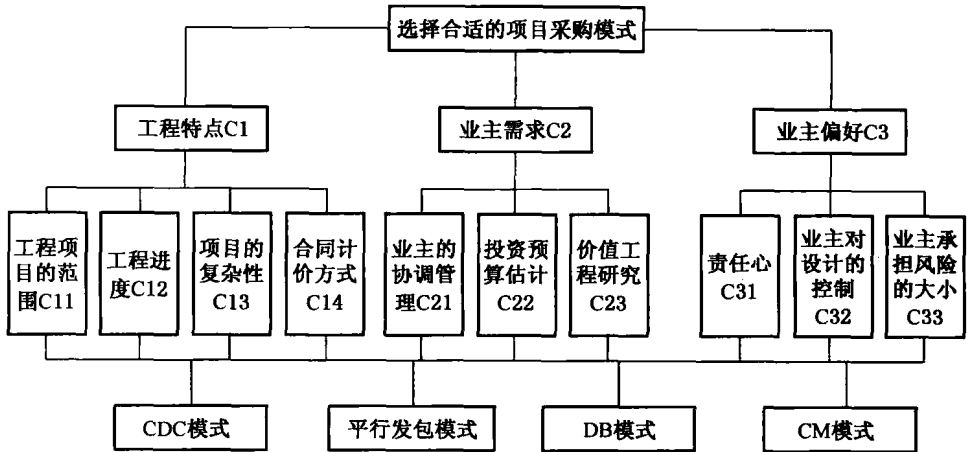 选择合适的项目采购模式
工程特点C1
业主需求C2
业主偏好C3
工程项
目的范
围C11
工程进
度C12
项目的
复杂性
C13
合同计
价方式
C14
业主的
协调管
理C21
投资预
算估计
C22
价值工
程研究
C23
责任心
C31
业主对
设计的
控制
C32
业主承
担风险
的大小
C33
CDC模式
平行发包模式
DB模式
CM模式